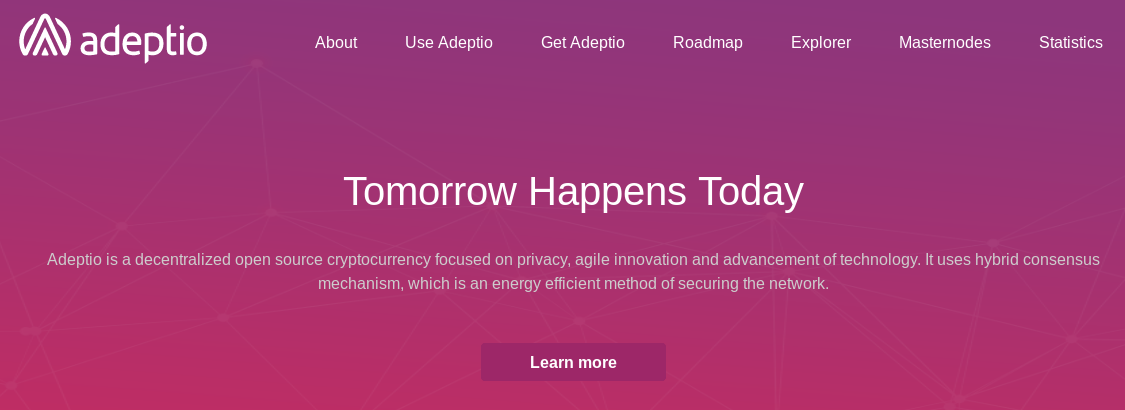 adeptio
About Use Adeptio Get Adeptio Roadmap Explorer Masternodes Statistics
Tomorrow Happens Today
Adeptio is a decentralized open source cryptocurrency focused on privacy, agile innovation and advancement of technology. It uses hybrid consensus
mechanism, which is an energy efficient method of securing the network.
Learn more